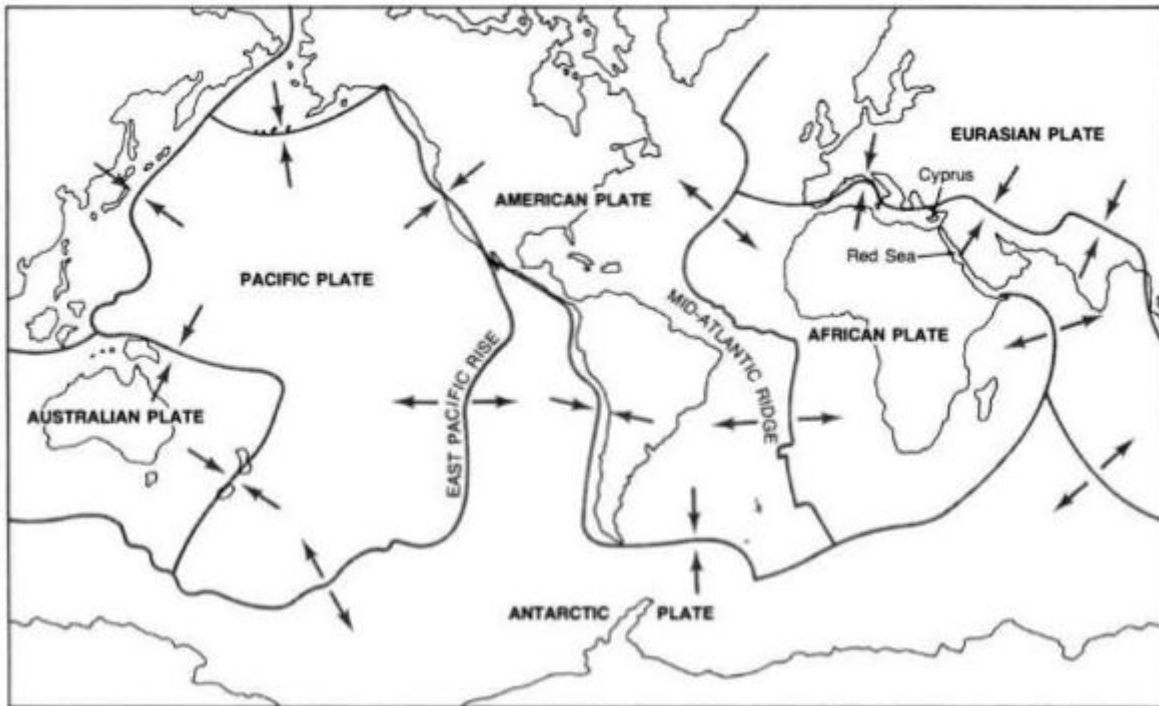 EURASIAN PLATE
Cyprus
AMERICAN PLATE
Red Sea
PACIFIC PLATE
MID-ATLANTIC RIDGE
AFRICAN PLATE
EAST PACIFIC RISE
AUSTRALIAN PLATE
ANTARCTIC PLATE